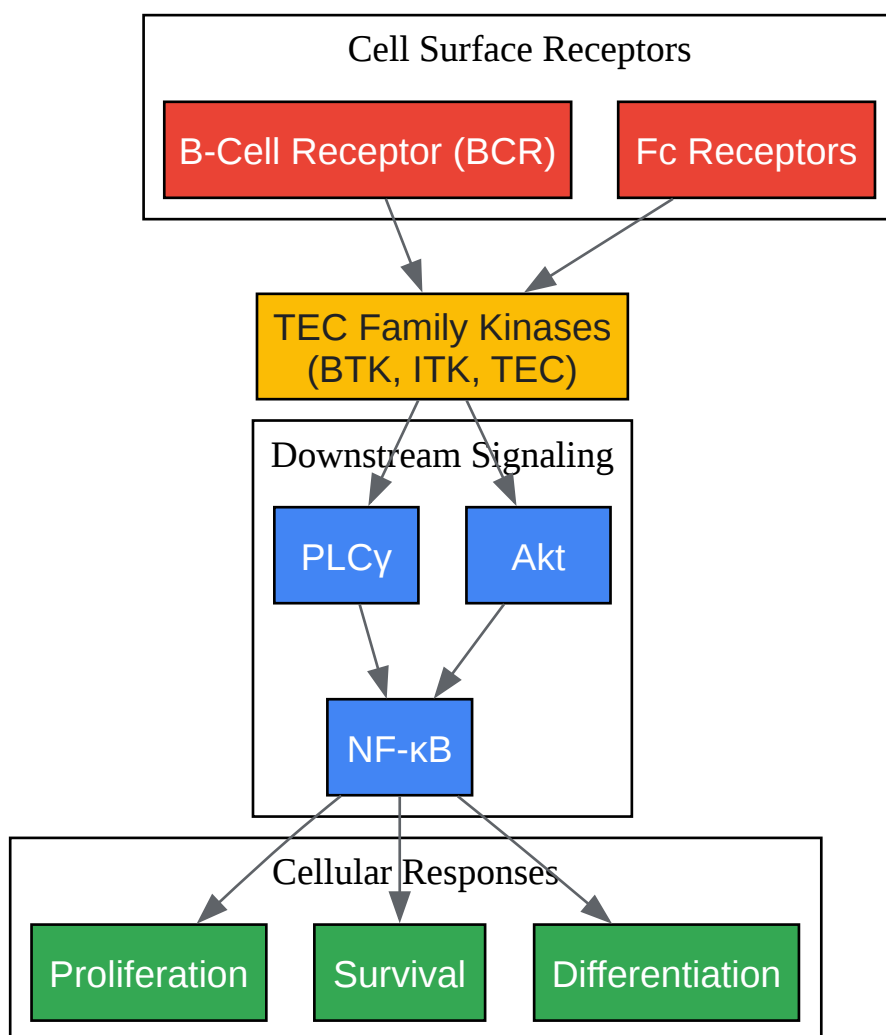 Cell Surface Receptors
B-Cell Receptor (BCR)
Fc Receptors
TEC Family Kinases
(BTK, ITK, TEC)
Downstream Signaling
PLCγ
Akt
NF-κB
Cellular Responses
Proliferation
Survival
Differentiation